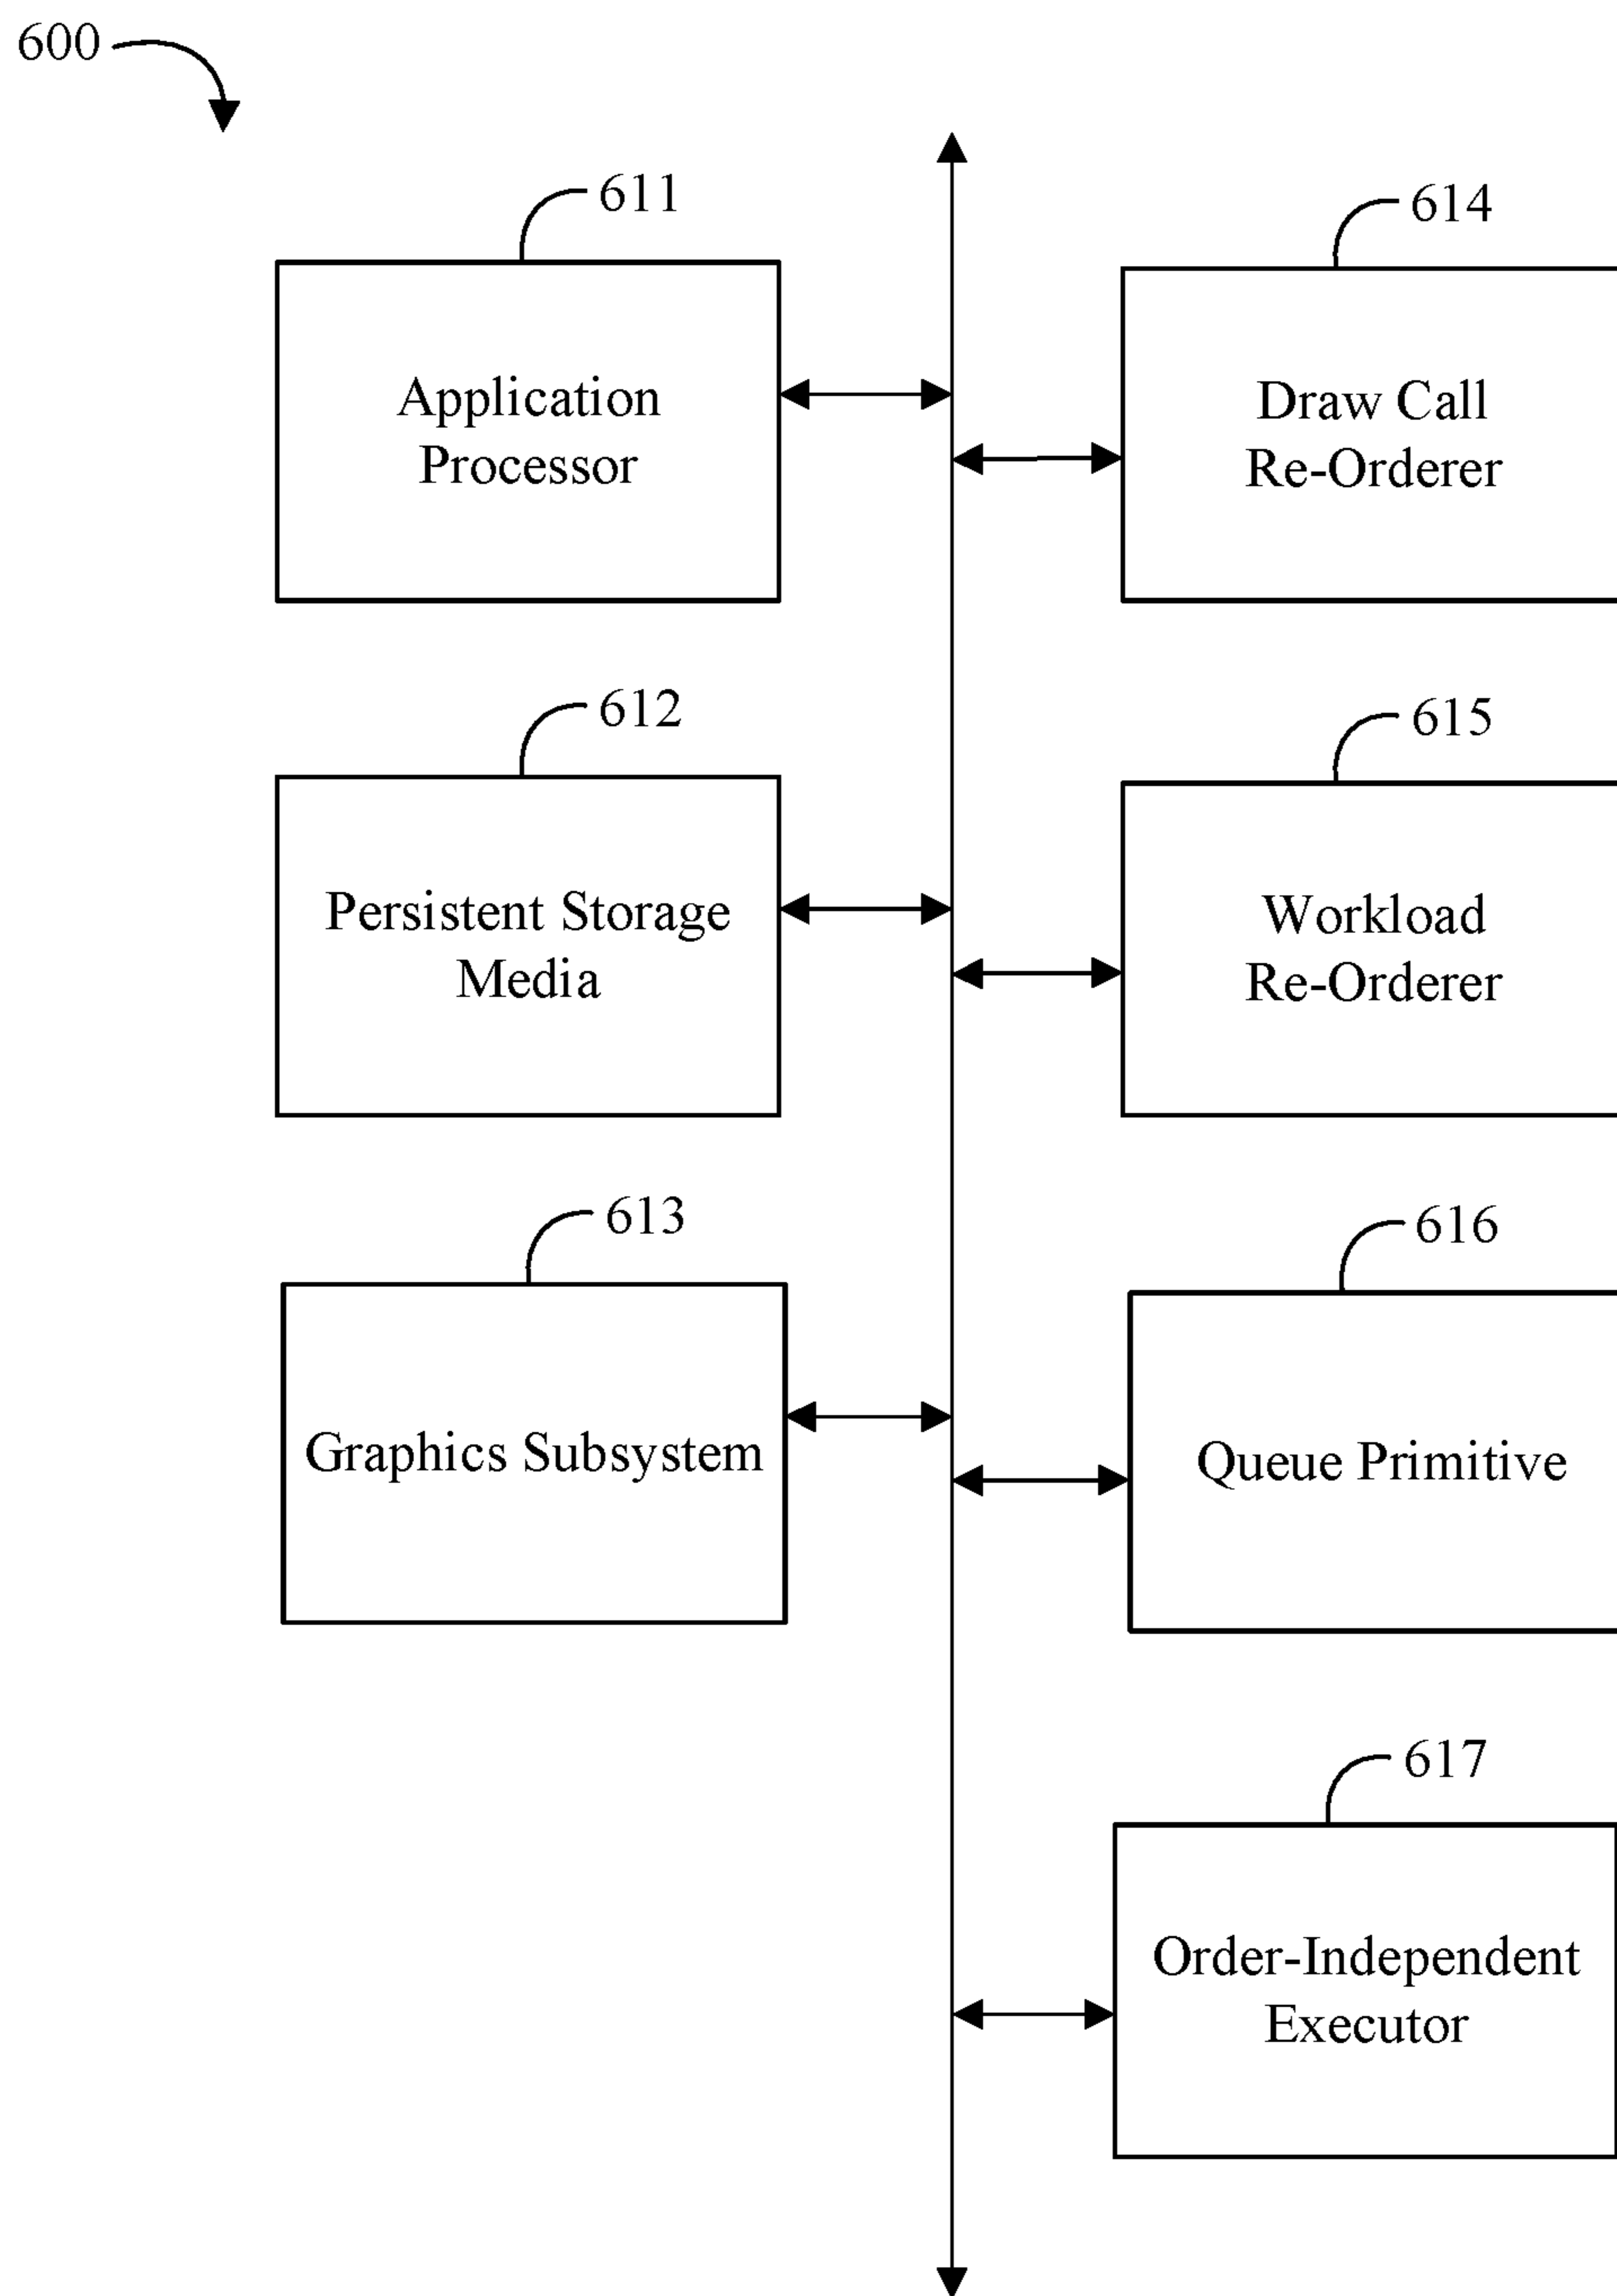 600
611
Application
Processor
612
Persistent Storage
Media
613
Graphics Subsystem
614
Draw Call
Re-Orderer
615
Workload
Re-Orderer
616
Queue Primitive
617
Order-Independent
Executor